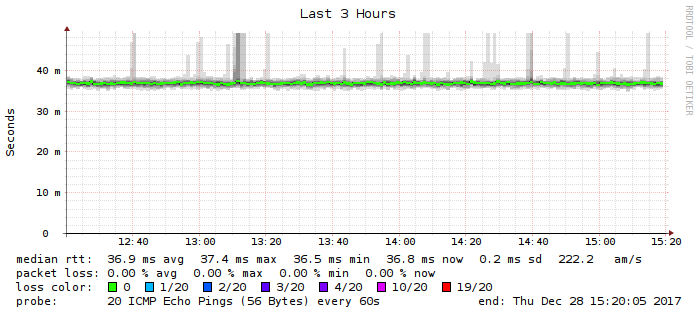 Last 3 Hours
RRDTOOL / TOBI OETIKER
Seconds
40 m
30 m
20 m
10 m
0
12:40 13:00 13:20 13:40 14:00 14:20 14:40 15:00 15:20
median rtt: 36.9 ms avg 37.4 ms max 36.5 ms min 36.8 ms now 0.2 ms sd 222.2 am/s
packet loss: 0.00 % avg 0.00 % max 0.00 % min 0.00 % now
loss color: 0 1/20 2/20 3/20 4/20 10/20 19/20
probe: 20 ICMP Echo Pings (56 Bytes) every 60s end: Thu Dec 28 15:20:05 2017